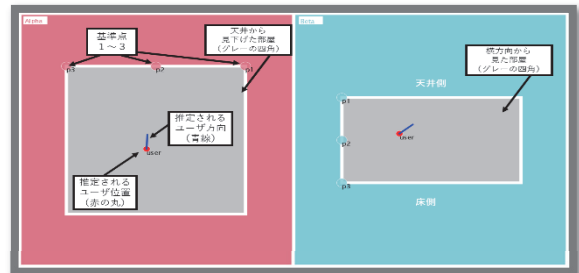 Alpha
基準点
1～3
天井から
見下げた部屋
(グレーの四角)
p3
p2
p1
推定される
ユーザ方向
(青線)
user
推定される
ユーザ位置
(赤の丸)
Beta
横方向から
見た部屋
(グレーの四角)
天井側
p1
user
p2
p3
床側